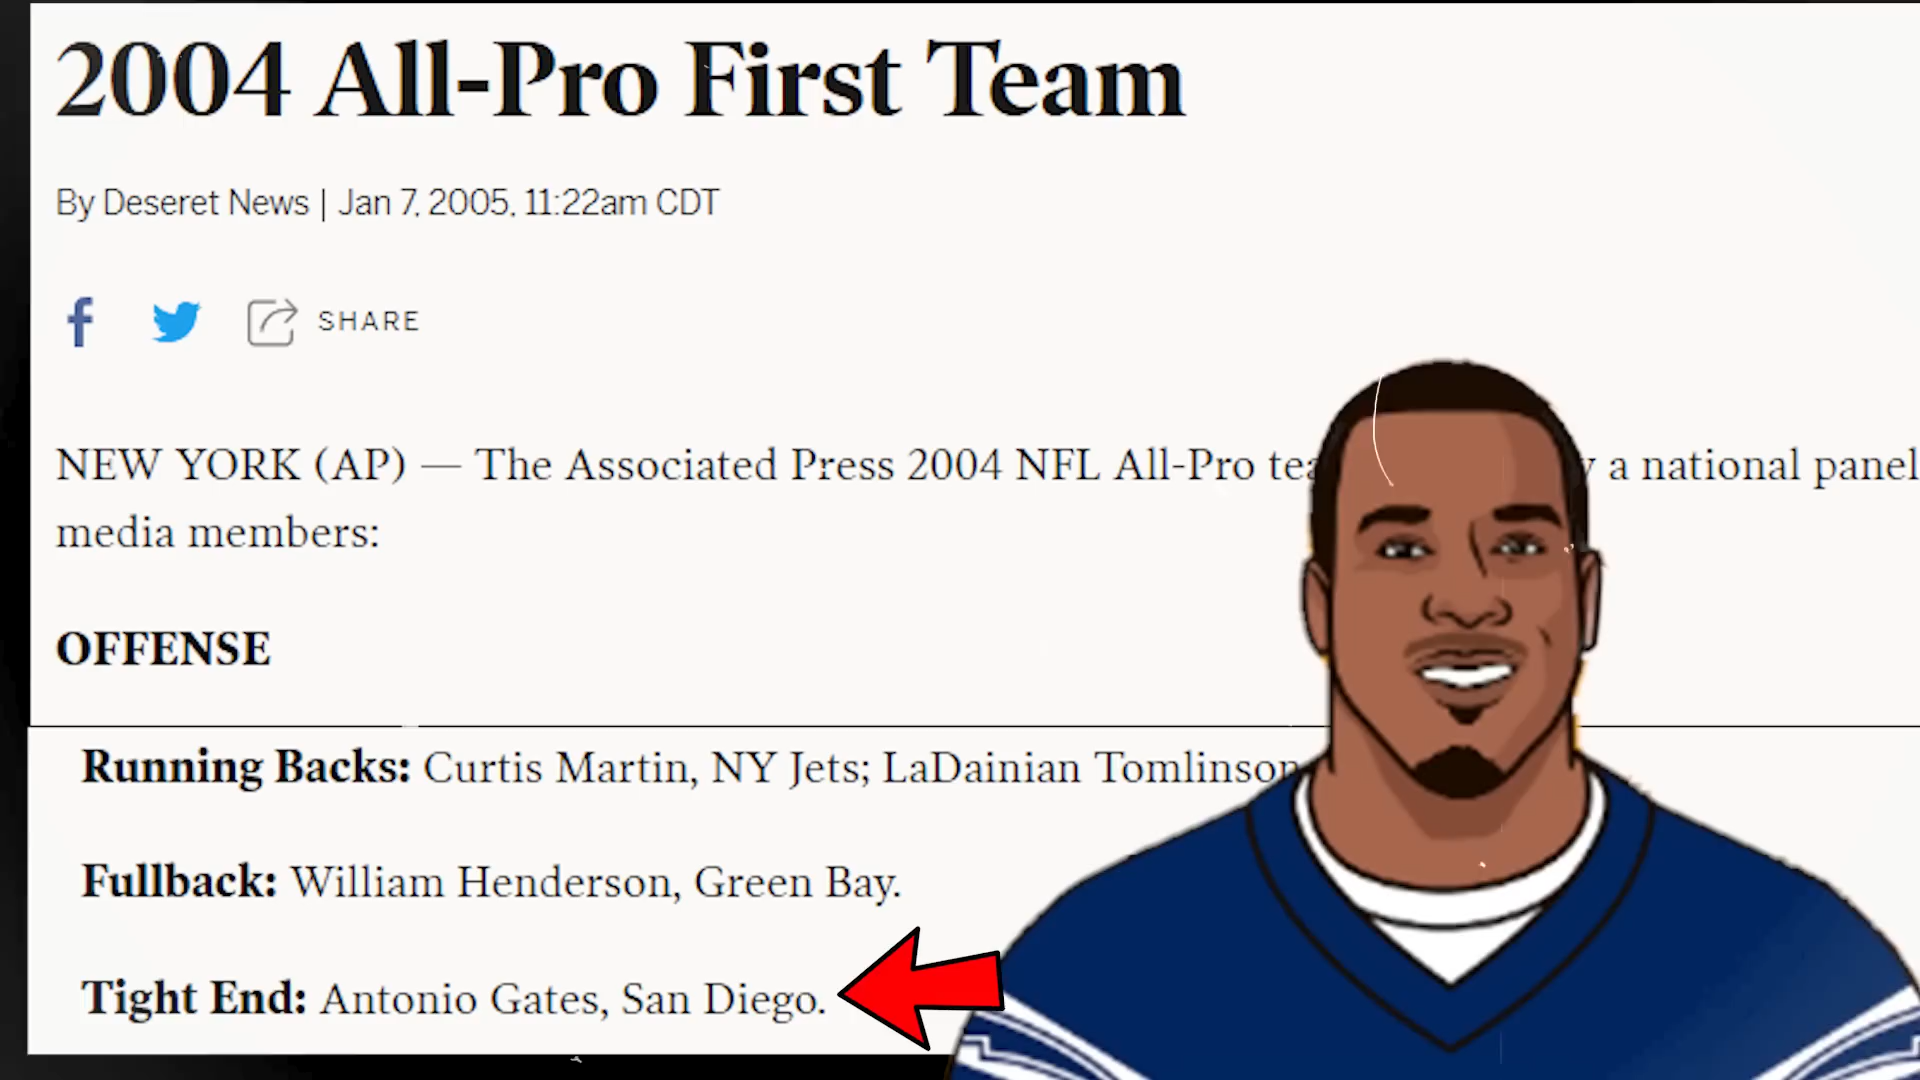 2004 All-Pro First Team
By Deseret News | Jan 7, 2005, 11:22am CDT
SHARE
NEW YORK (AP) — The Associated Press 2004 NFL All-Pro a national panel
media members:
OFFENSE
Running Backs: Curtis Martin, NY Jets; LaDainian Tomlinson
Fullback: William Henderson, Green Bay.
Tight End: Antonio Gates, San Diego.